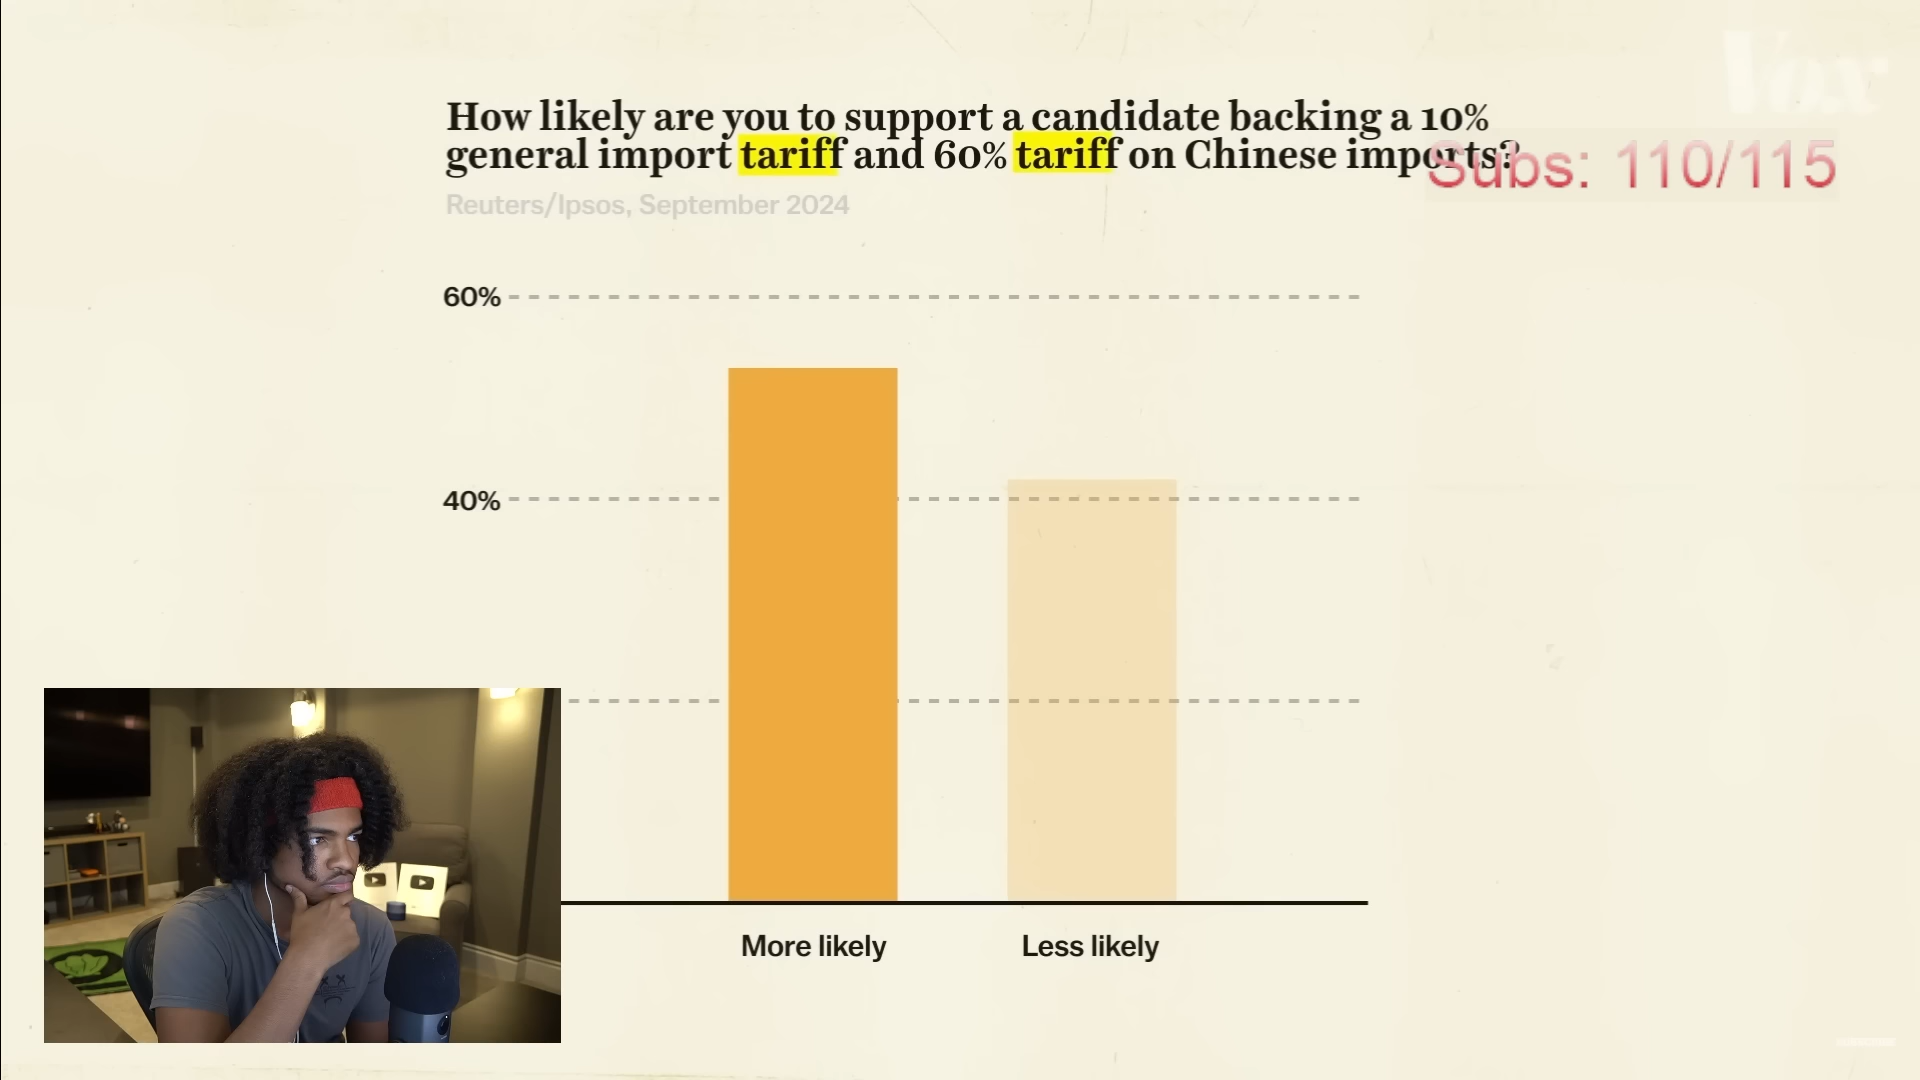 Vox
How likely are you to support a candidate backing a 10%
general import tariff and 60% tariff on Chinese imports?
Subs: 110/115
Reuters/Ipsos, September 2024
60%
40%
More likely
Less likely